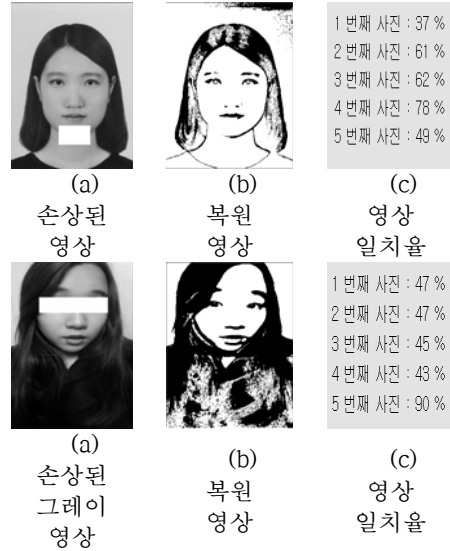 1 번째 사진 : 37 %
2 번째 사진 : 61 %
3 번째 사진 : 62 %
4 번째 사진 : 78 %
5 번째 사진 : 49 %
(a)
손상된
영상
(b)
복원
영상
(c)
영상
일치율
1 번째 사진 : 47 %
2 번째 사진 : 47 %
3 번째 사진 : 45 %
4 번째 사진 : 43 %
5 번째 사진 : 90 %
(a)
손상된
그레이
영상
(b)
복원
영상
(c)
영상
일치율